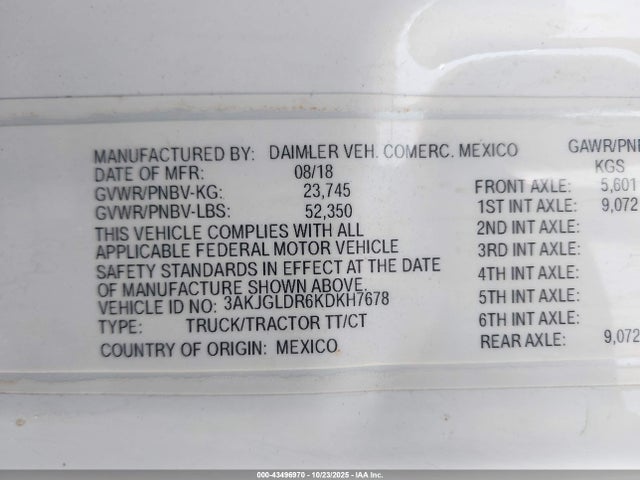 MANUFACTURED BY: DAIMLER VEH. COMERC. MEXICO
DATE OF MFR: 08/18
GVWR/PNBV-KG: 23,745
GVWR/PNBV-LBS: 52,350
THIS VEHICLE COMPLIES WITH ALL
APPLICABLE FEDERAL MOTOR VEHICLE
SAFETY STANDARDS IN EFFECT AT THE DATE
OF MANUFACTURE SHOWN ABOVE.
VEHICLE ID NO: 3AKJGLDR6KDKH7678
TYPE: TRUCK/TRACTOR TT/CT
COUNTRY OF ORIGIN: MEXICO
GAWR/PNB
KGS
FRONT AXLE: 5,601
1ST INT AXLE: 9,072
2ND INT AXLE:
3RD INT AXLE:
4TH INT AXLE:
5TH INT AXLE:
6TH INT AXLE:
REAR AXLE: 9,072
000-43496970 - 10/23/2025 - IAA Inc.